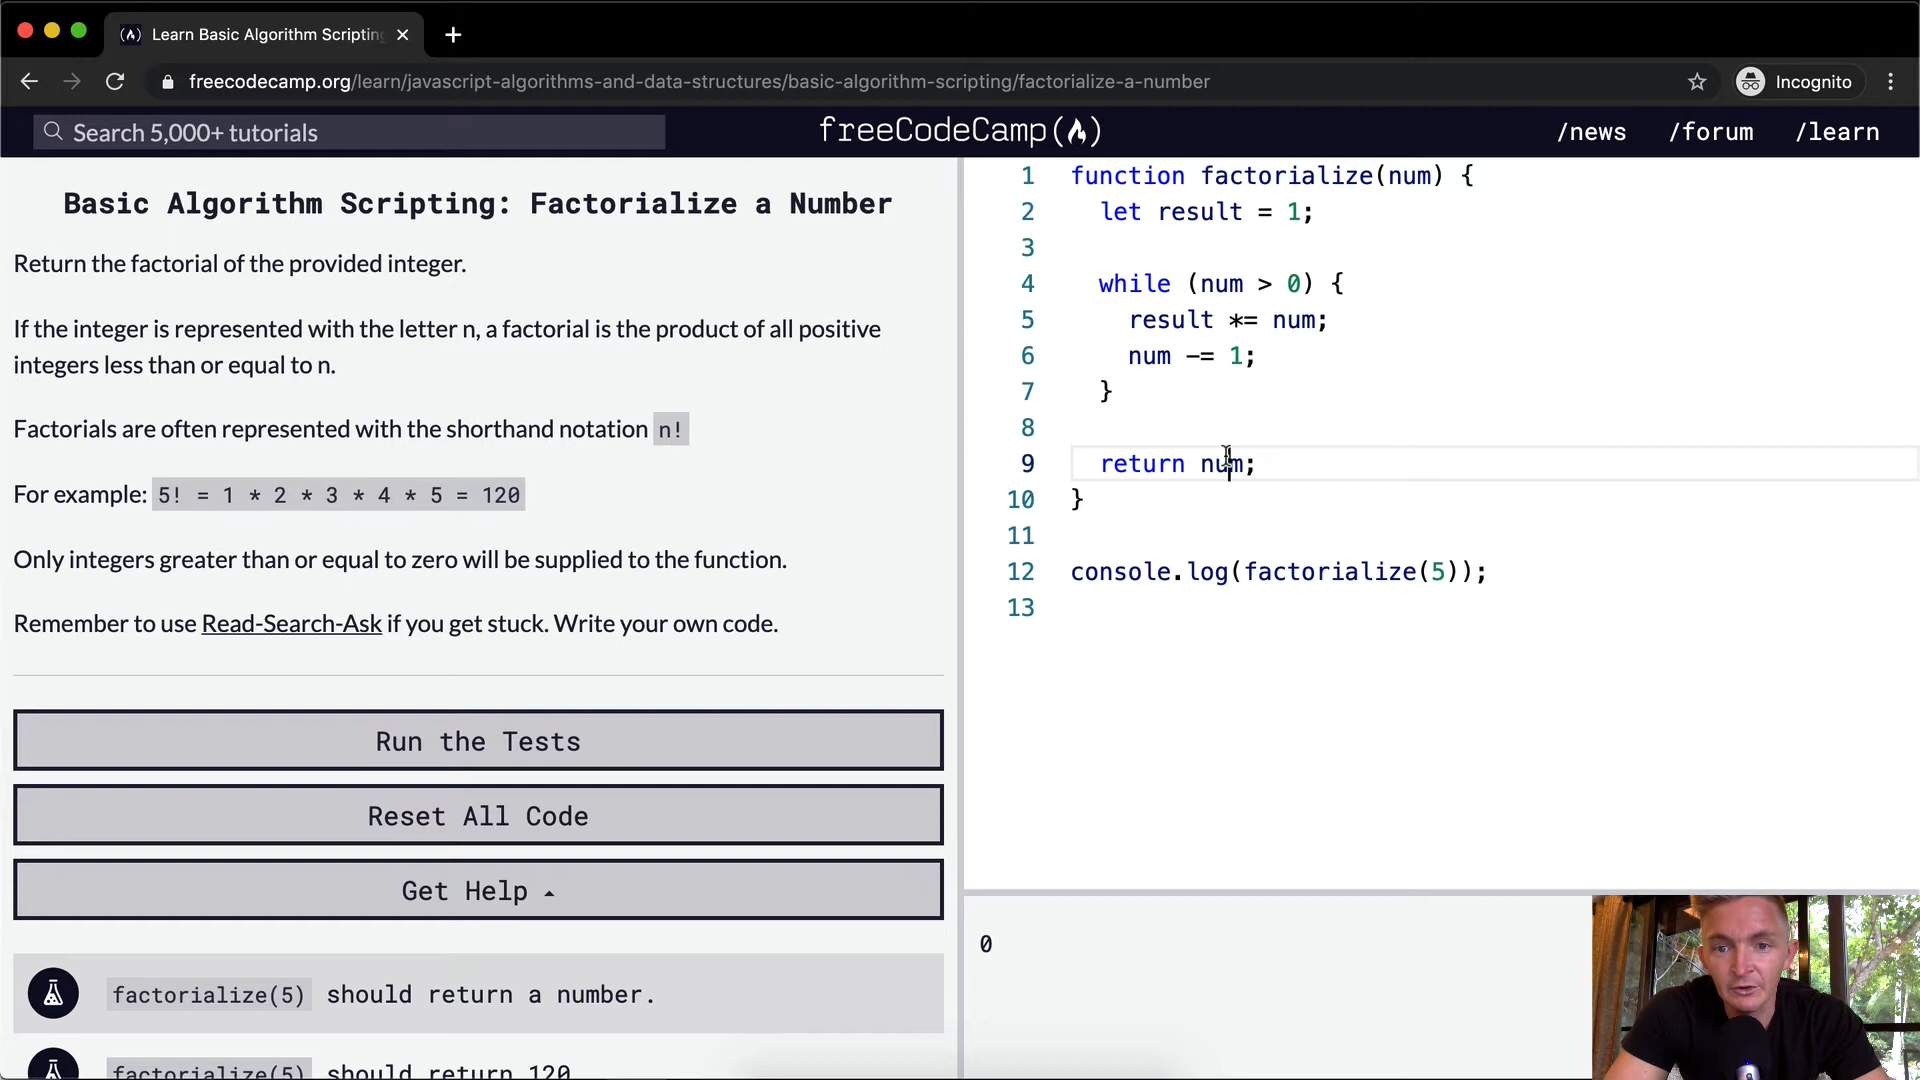 Learn Basic Algorithm Scripting
freecodecamp.org/learn/javascript-algorithms-and-data-structures/basic-algorithm-scripting/factorialize-a-number
Incognito
Search 5,000+ tutorials
freeCodeCamp(🔥)
/news /forum /learn
Basic Algorithm Scripting: Factorialize a Number
Return the factorial of the provided integer.
If the integer is represented with the letter n, a factorial is the product of all positive
integers less than or equal to n.
Factorials are often represented with the shorthand notation n!
For example: 5! = 1 * 2 * 3 * 4 * 5 = 120
Only integers greater than or equal to zero will be supplied to the function.
Remember to use Read-Search-Ask if you get stuck. Write your own code.
Run the Tests
Reset All Code
Get Help
factorialize(5) should return a number.
factorialize(5) should return 120
1 function factorialize(num) {
2 let result = 1;
3
4 while (num > 0) {
5 result *= num;
6 num -= 1;
7 }
8
9 return num;
10 }
11
12 console.log(factorialize(5));
13
0